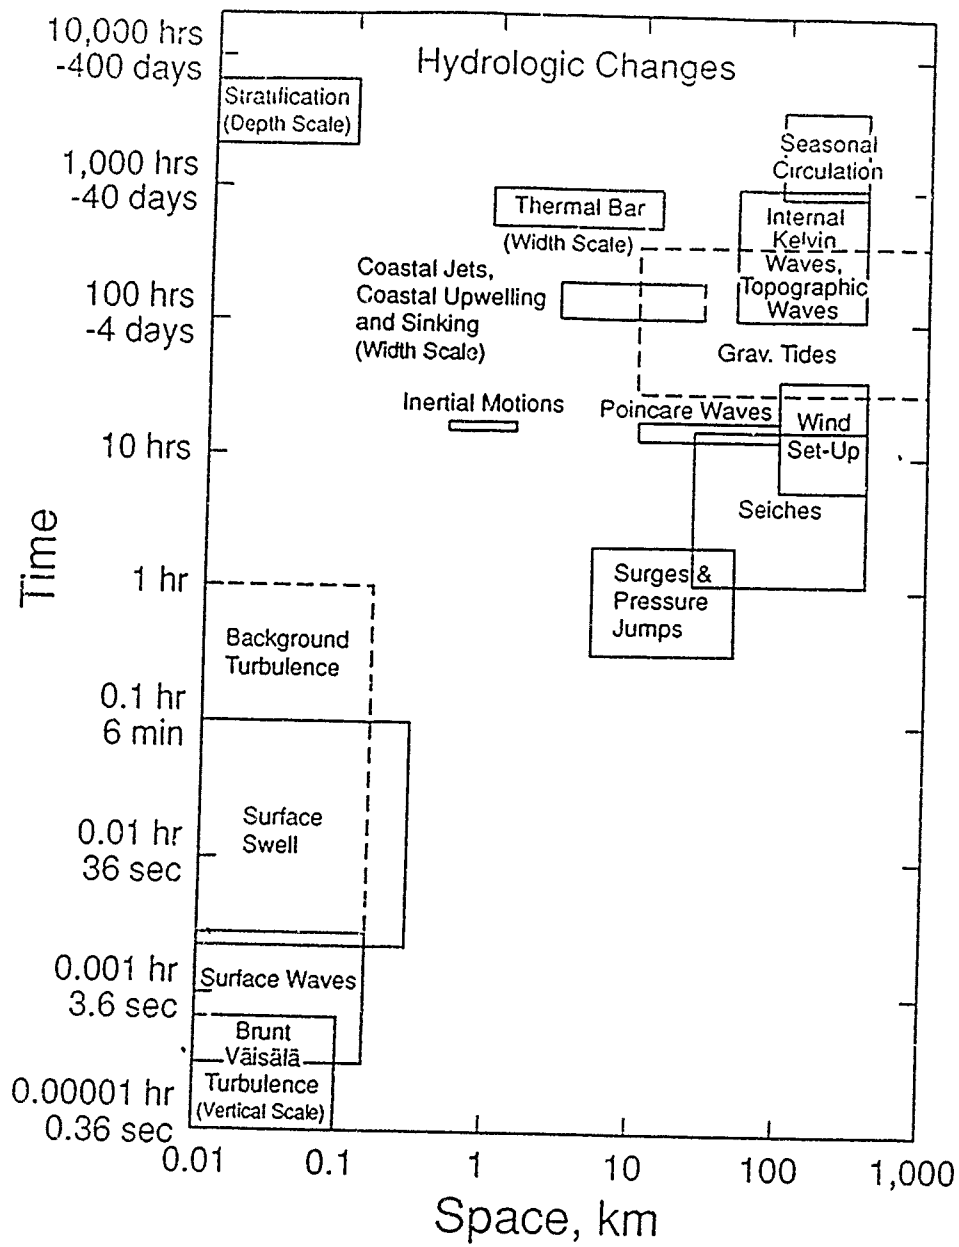 10,000 hrs
-400 days
Hydrologic Changes
Stratification
(Depth Scale)
Seasonal
Circulation
1,000 hrs
-40 days
Thermal Bar
(Width Scale)
Internal
Kelvin
Waves,
Topographic
Waves
Coastal Jets,
Coastal Upwelling
and Sinking
(Width Scale)
100 hrs
-4 days
Grav. Tides
Inertial Motions
Poincare Waves
Wind
Set-Up
10 hrs
Seiches
Time
1 hr
Surges &
Pressure
Jumps
Background
Turbulence
0.1 hr
6 min
Surface
Swell
0.01 hr
36 sec
0.001 hr
3.6 sec
Surface Waves
Brunt
Väisälä
Turbulence
(Vertical Scale)
0.00001 hr
0.36 sec
0.01
0.1
1
10
100
1,000
Space, km